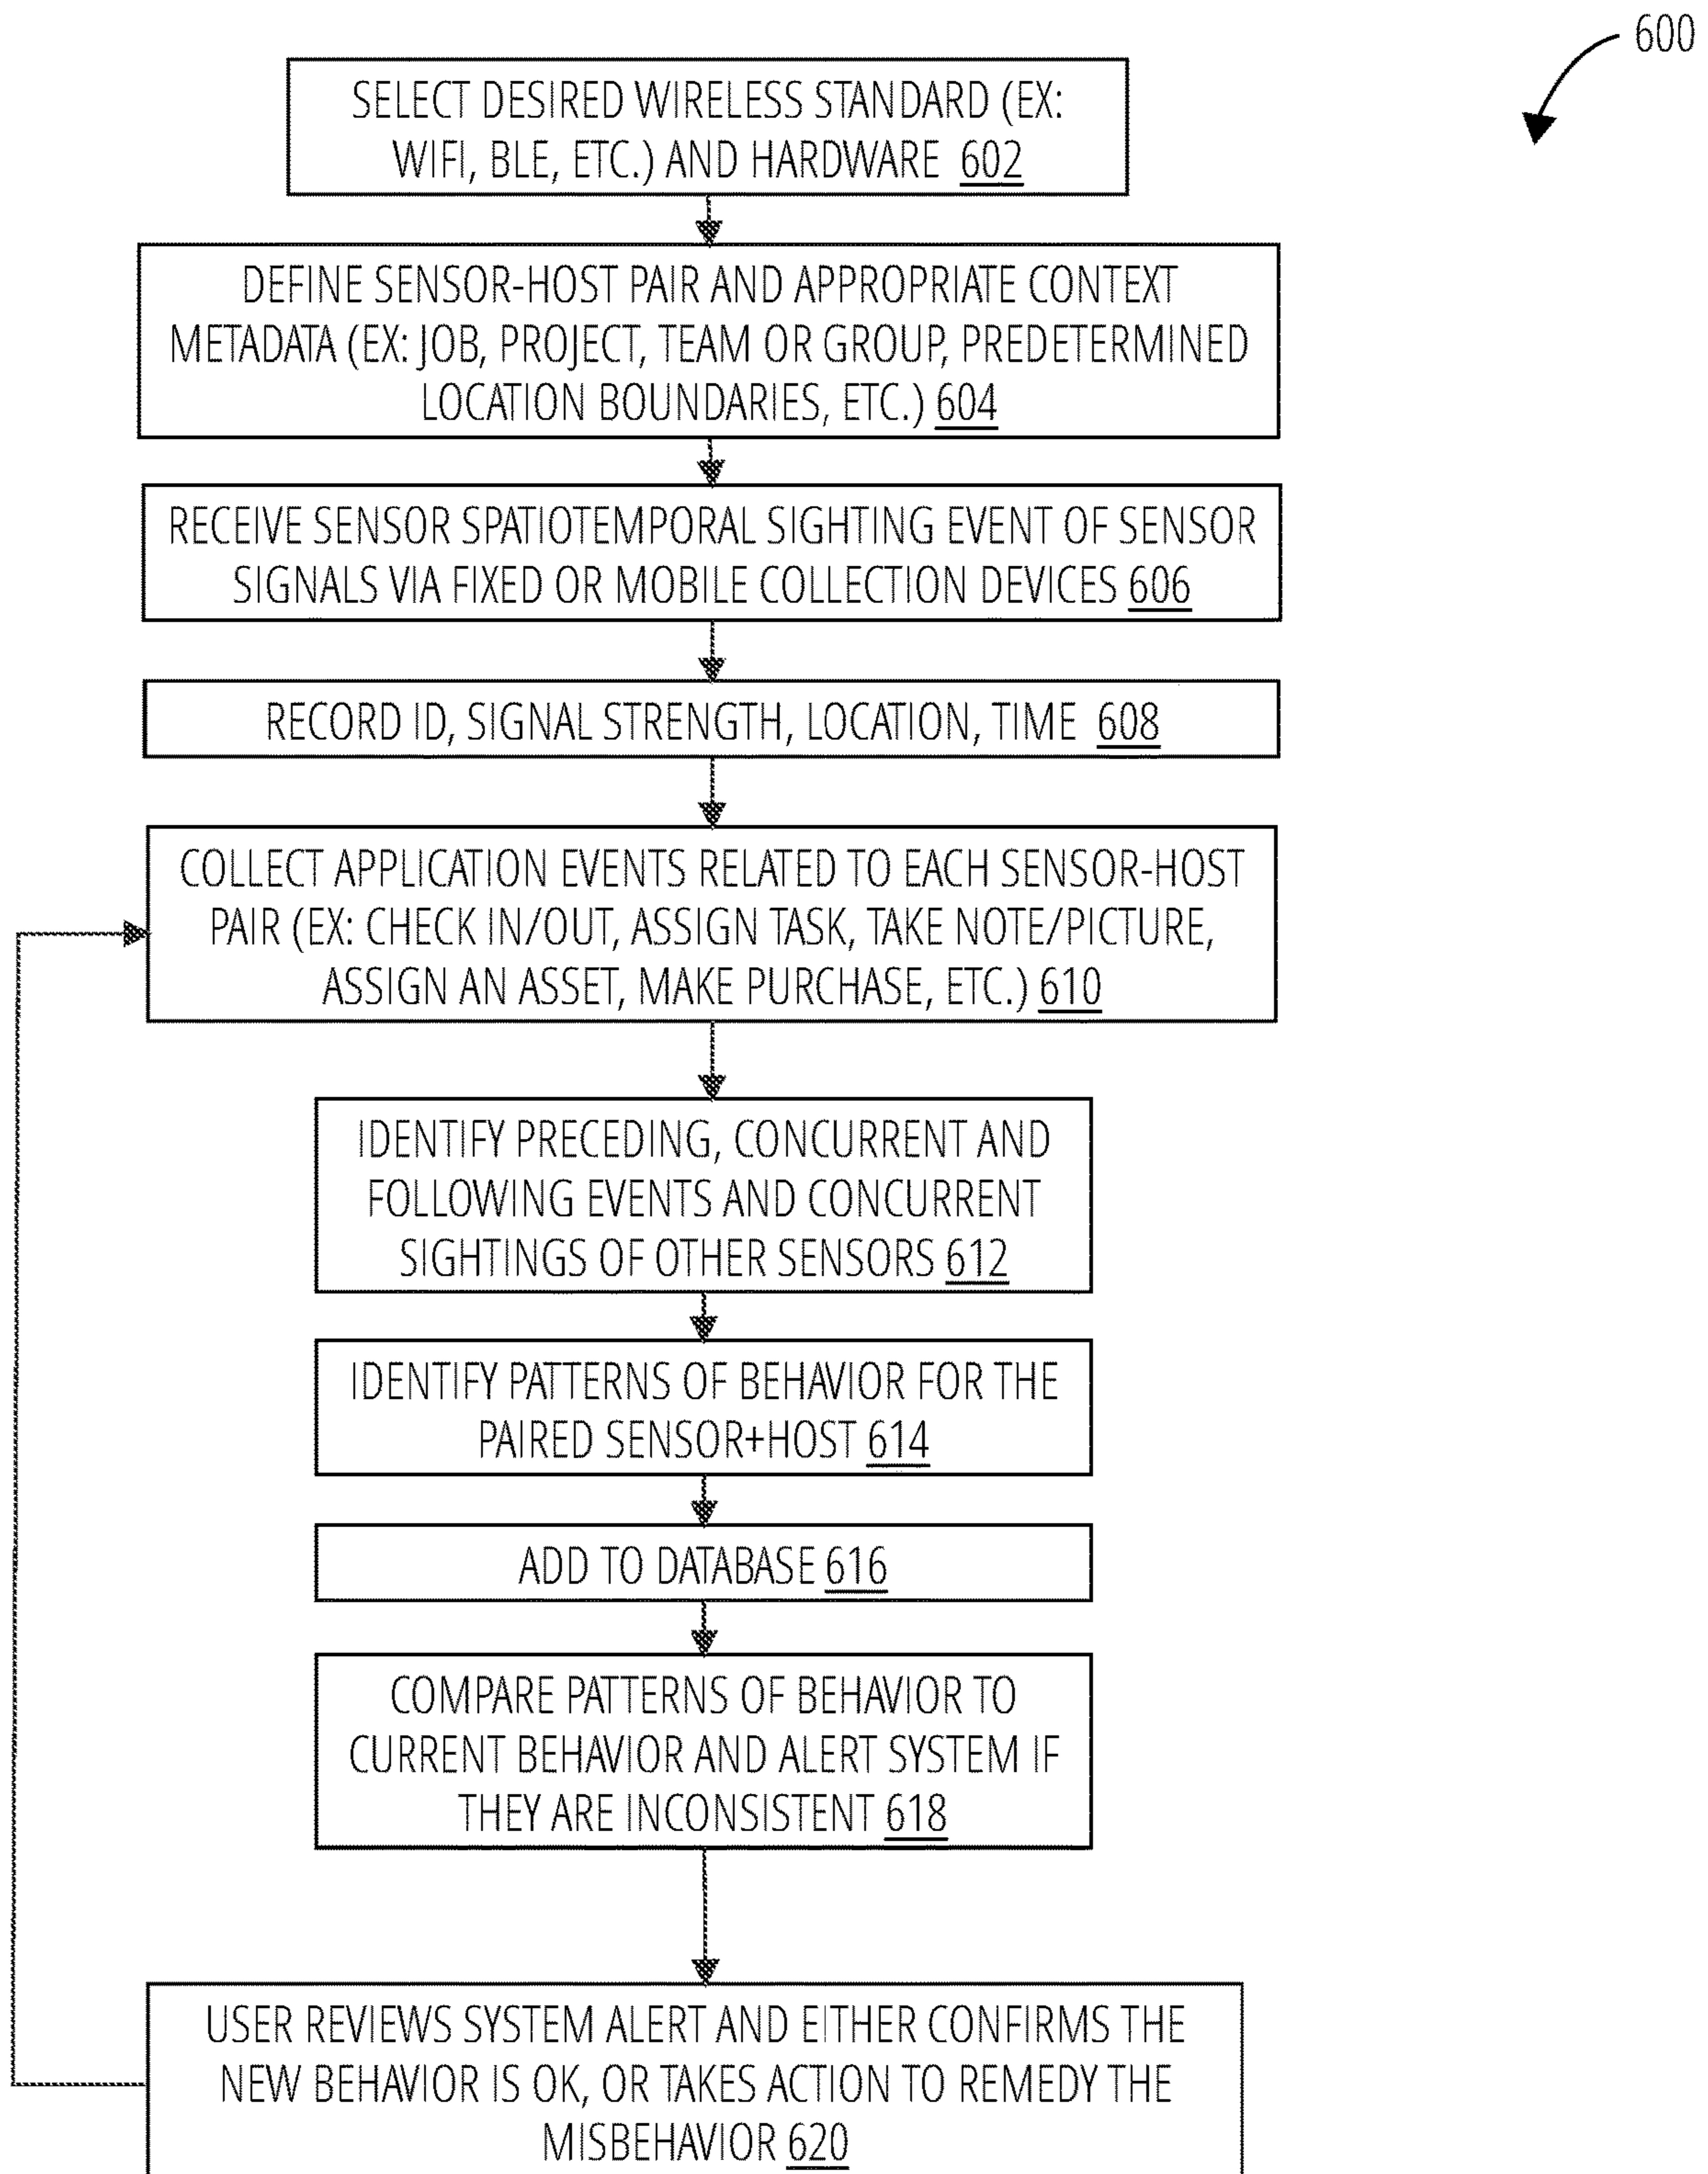 600
SELECT DESIRED WIRELESS STANDARD (EX:
WIFI, BLE, ETC.) AND HARDWARE 602
DEFINE SENSOR-HOST PAIR AND APPROPRIATE CONTEXT
METADATA (EX: JOB, PROJECT, TEAM OR GROUP, PREDETERMINED
LOCATION BOUNDARIES, ETC.) 604
RECEIVE SENSOR SPATIOTEMPORAL SIGHTING EVENT OF SENSOR
SIGNALS VIA FIXED OR MOBILE COLLECTION DEVICES 606
RECORD ID, SIGNAL STRENGTH, LOCATION, TIME 608
COLLECT APPLICATION EVENTS RELATED TO EACH SENSOR-HOST
PAIR (EX: CHECK IN/OUT, ASSIGN TASK, TAKE NOTE/PICTURE,
ASSIGN AN ASSET, MAKE PURCHASE, ETC.) 610
IDENTIFY PRECEDING, CONCURRENT AND
FOLLOWING EVENTS AND CONCURRENT
SIGHTINGS OF OTHER SENSORS 612
IDENTIFY PATTERNS OF BEHAVIOR FOR THE
PAIRED SENSOR+HOST 614
ADD TO DATABASE 616
COMPARE PATTERNS OF BEHAVIOR TO
CURRENT BEHAVIOR AND ALERT SYSTEM IF
THEY ARE INCONSISTENT 618
USER REVIEWS SYSTEM ALERT AND EITHER CONFIRMS THE
NEW BEHAVIOR IS OK, OR TAKES ACTION TO REMEDY THE
MISBEHAVIOR 620